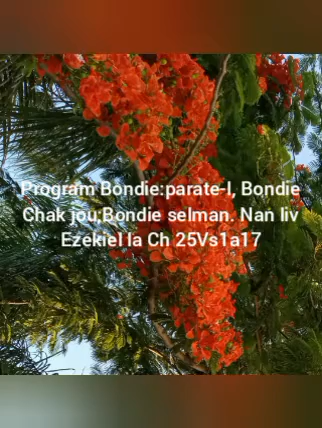 Program Bondie:parate-l, Bondie
Chak jou;Bondie selman. Nan liv
Ezekiel la Ch 25Vs1a17